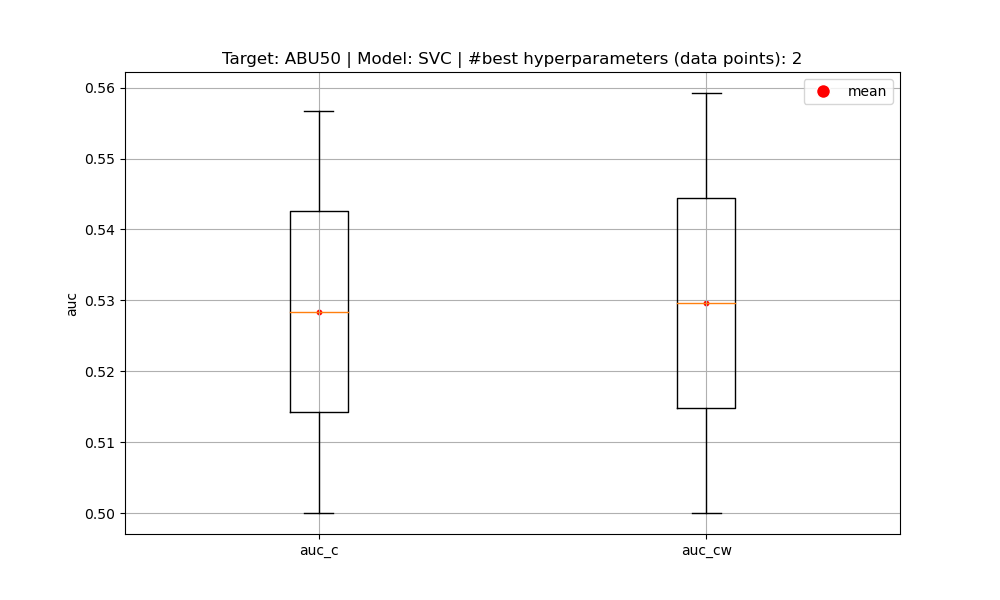 Target: ABU50 | Model: SVC | #best hyperparameters (data points): 2
mean
0.56
0.55
0.54
0.53
0.52
0.51
0.50
auc
auc_c
auc_cw